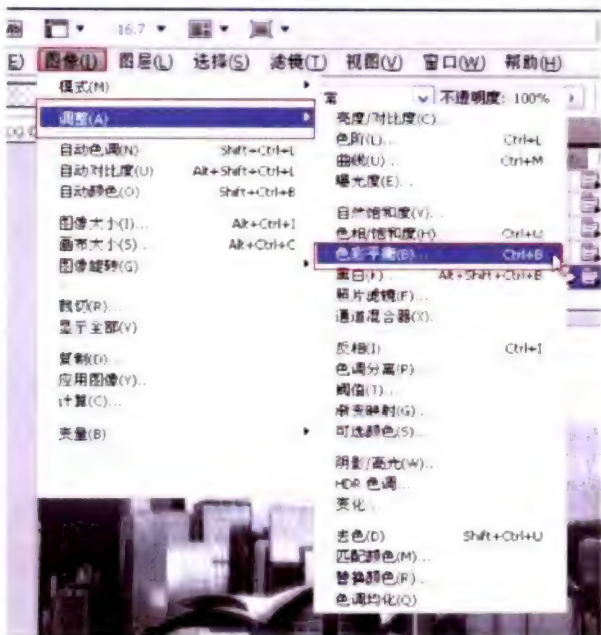 16.7
图像(I) 图层(L) 选择(S) 滤镜(T) 视图(V) 窗口(W) 帮助(H)
模式(M)
调整(A)
自动色调(N) Shift+Ctrl+L
自动对比度(U) Alt+Shift+Ctrl+L
自动颜色(O) Shift+Ctrl+B
图像大小(I)... Alt+Ctrl+I
画布大小(S)... Alt+Ctrl+C
图像旋转(G)
裁切(R)...
显示全部(V)
复制(D)...
应用图像(Y)...
计算(C)...
变量(B)
常 不透明度: 100%
亮度/对比度(C)...
色阶(L)... Ctrl+L
曲线(U)... Ctrl+M
曝光度(E)...
自然饱和度(V)...
色相/饱和度(H)... Ctrl+U
色彩平衡(B)... Ctrl+B
黑白(K)... Alt+Shift+Ctrl+B
照片滤镜(F)...
通道混合器(X)...
反相(I) Ctrl+I
色调分离(P)...
阈值(T)...
渐变映射(G)...
可选颜色(S)...
阴影/高光(W)...
HDR 色调...
变化...
去色(D) Shift+Ctrl+U
匹配颜色(M)...
替换颜色(R)...
色调均化(Q)